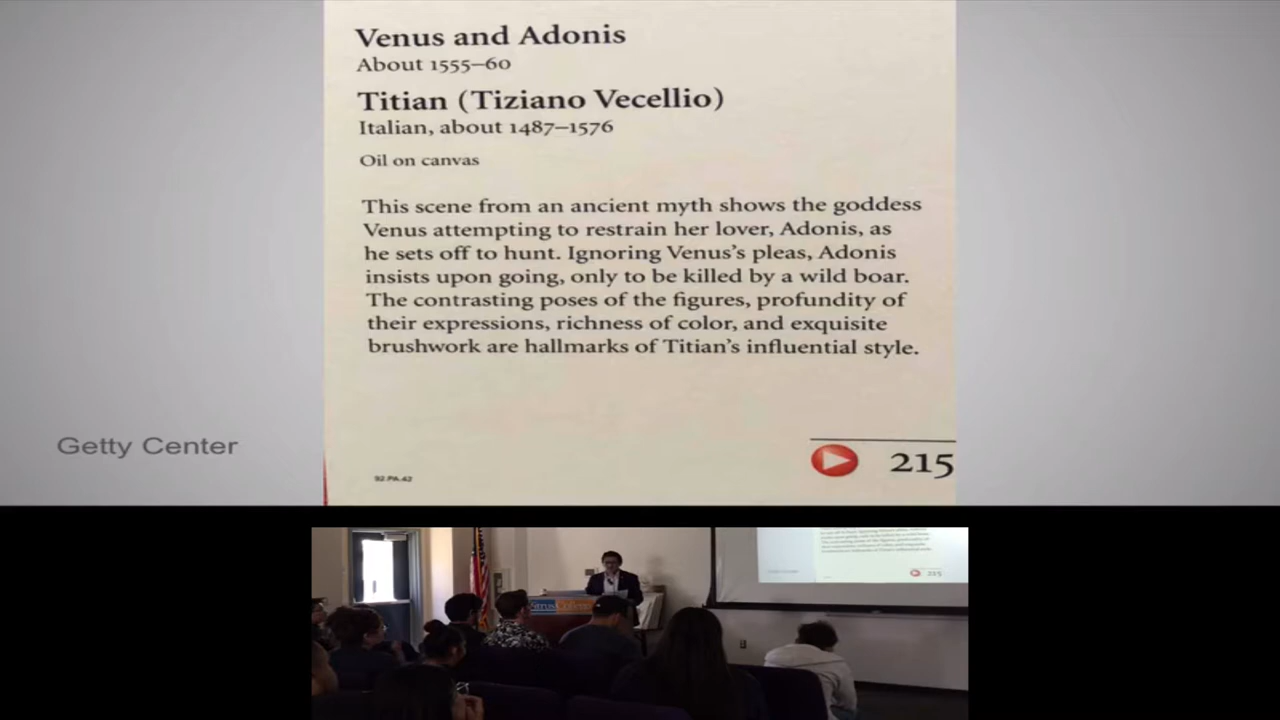 Venus and Adonis
About 1555–60
Titian (Tiziano Vecellio)
Italian, about 1487–1576
Oil on canvas
This scene from an ancient myth shows the goddess
Venus attempting to restrain her lover, Adonis, as
he sets off to hunt. Ignoring Venus's pleas, Adonis
insists upon going, only to be killed by a wild boar.
The contrasting poses of the figures, profundity of
their expressions, richness of color, and exquisite
brushwork are hallmarks of Titian's influential style.
Getty Center
215
92.PA.42
215